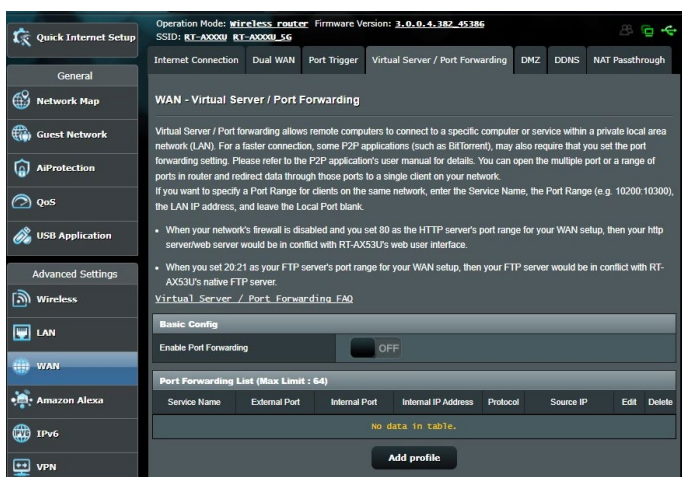 Operation Mode: Wireless router Firmware Version: 3.0.0.4.382_45386
SSID: RT-AXXXU RT-AXXXU_5G
Quick Internet Setup
General
Network Map
Guest Network
AiProtection
QoS
USB Application
Advanced Settings
Wireless
LAN
WAN
Amazon Alexa
IPv6
VPN
Internet Connection Dual WAN Port Trigger Virtual Server / Port Forwarding DMZ DDNS NAT Passthrough
WAN - Virtual Server / Port Forwarding
Virtual Server / Port forwarding allows remote computers to connect to a specific computer or service within a private local area
network (LAN). For a faster connection, some P2P applications (such as BitTorrent), may also require that you set the port
forwarding setting. Please refer to the P2P application's user manual for details. You can open the multiple port or a range of
ports in router and redirect data through those ports to a single client on your network.
If you want to specify a Port Range for clients on the same network, enter the Service Name, the Port Range (e.g. 10200:10300),
the LAN IP address, and leave the Local Port blank.
• When your network's firewall is disabled and you set 80 as the HTTP server's port range for your WAN setup, then your http
server/web server would be in conflict with RT-AX53U's web user interface.
• When you set 20:21 as your FTP server's port range for your WAN setup, then your FTP server would be in conflict with RT-
AX53U's native FTP server.
Virtual Server / Port Forwarding FAQ
Basic Config
Enable Port Forwarding OFF
Port Forwarding List (Max Limit : 64)
Service Name External Port Internal Port Internal IP Address Protocol Source IP Edit Delete
No data in table.
Add profile